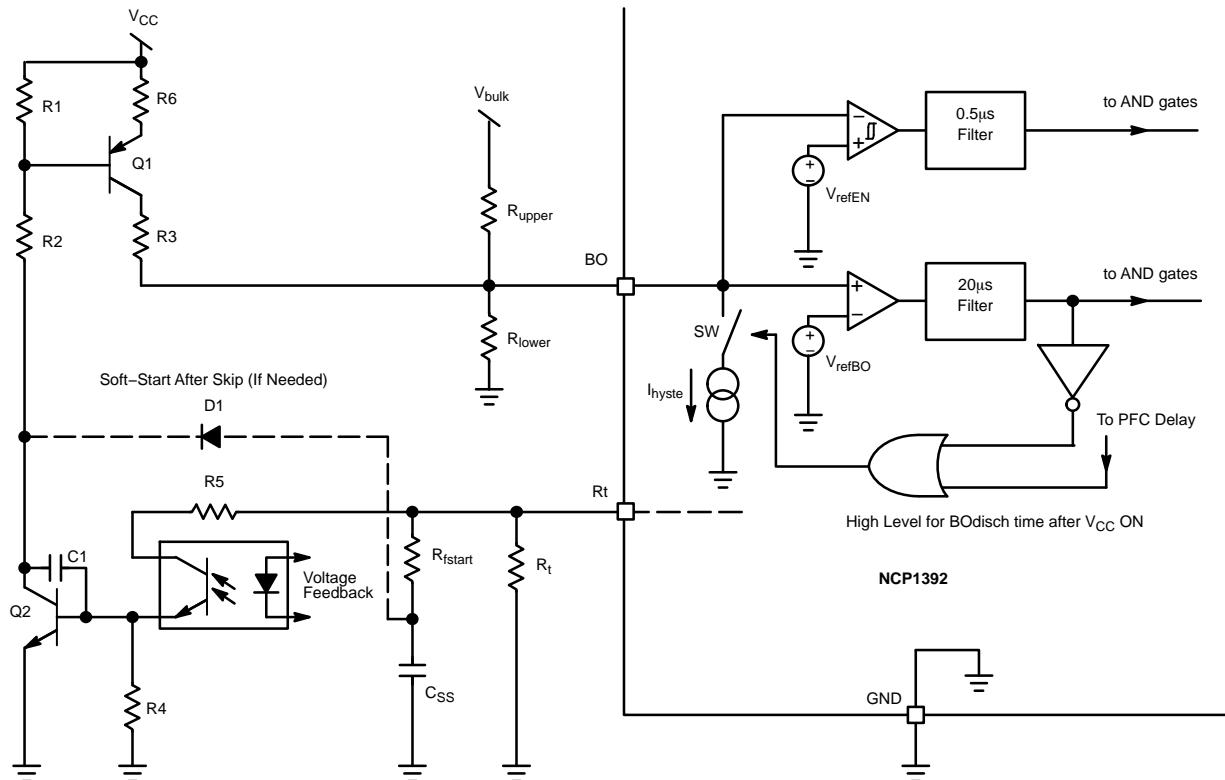 VCC
R1
R6
Q1
R2
R3
Vbulk
Rupper
BO
Rlower
VrefEN
0.5µs
Filter
to AND gates
20µs
Filter
to AND gates
SW
VrefBO
Ihyste
To PFC Delay
High Level for BOdisch time after VCC ON
NCP1392
Soft−Start After Skip (If Needed)
D1
R5
Rt
Rfstart
Rt
C1
Voltage
Feedback
Q2
R4
CSS
GND